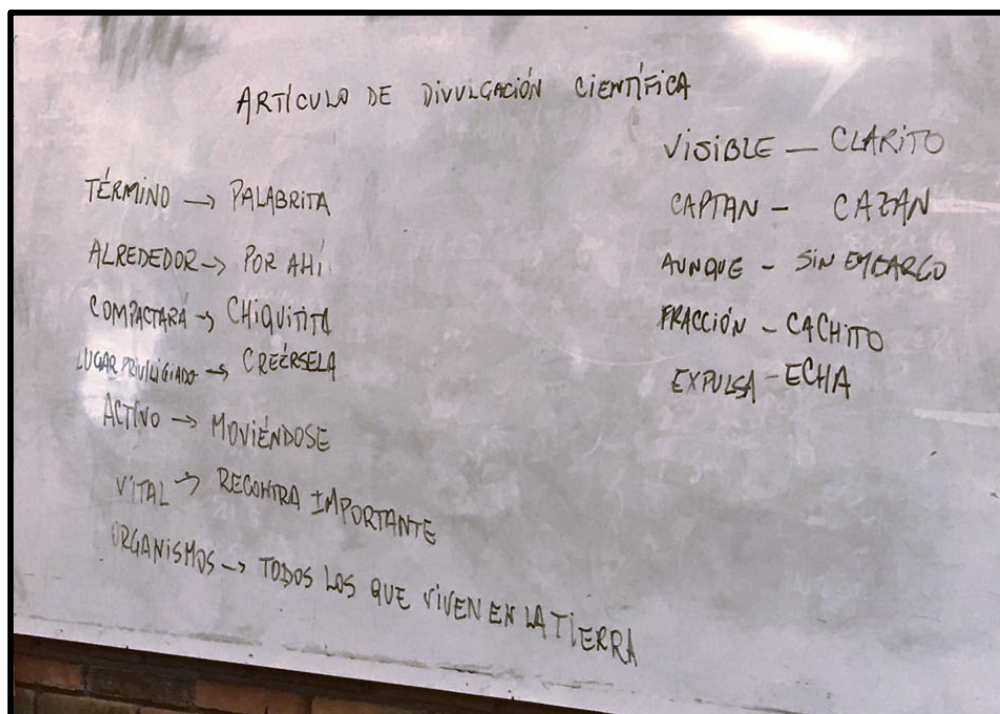 ARTÍCULO DE DIVULGACIÓN CIENTÍFICA
TÉRMINO → PALABRITA
ALREDEDOR → POR AHÍ
COMPACTARÁ → CHIQUITITA
LUGAR PRIVILIGIADO → CREÉRSELA
ACTIVO → MOVIÉNDOSE
VITAL → RECONTRA IMPORTANTE
ORGANISMOS → TODOS LOS QUE VIVEN EN LA TIERRA
VISIBLE — CLARITO
CAPTAN - CAZAN
AUNQUE - SIN EMBARGO
FRACCIÓN - CACHITO
EXPULSA - ECHA